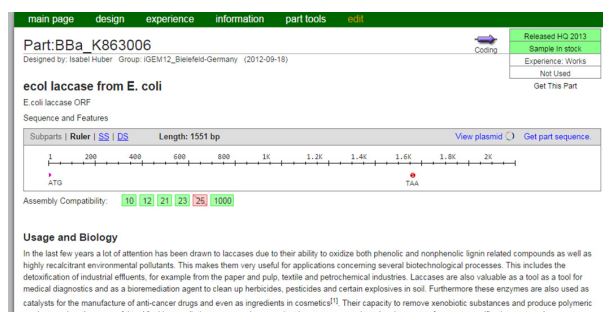 main page design experience information part tools edit
Part:BBa_K863006
Coding
Released HQ 2013
Sample In stock
Experience: Works
Not Used
Get This Part
Designed by: Isabel Huber Group: iGEM12_Bielefeld-Germany (2012-09-18)
ecol laccase from E. coli
E.coli laccase ORF
Sequence and Features
Subparts | Ruler | SS | DS Length: 1551 bp View plasmid Get part sequence.
1 200 400 600 800 1K 1.2K 1.4K 1.6K 1.8K 2K
ATG TAA
Assembly Compatibility: 10 12 21 23 25 1000
Usage and Biology
In the last few years a lot of attention has been drawn to laccases due to their ability to oxidize both phenolic and nonphenolic lignin related compounds as well as
highly recalcitrant environmental pollutants. This makes them very useful for applications concerning several biotechnological processes. This includes the
detoxification of industrial effluents, for example from the paper and pulp, textile and petrochemical industries. Laccases are also valuable as a tool as a tool for
medical diagnostics and as a bioremediation agent to clean up herbicides, pesticides and certain explosives in soil. Furthermore these enzymes are also used as
catalysts for the manufacture of anti-cancer drugs and even as ingredients in cosmetics[1]. Their capacity to remove xenobiotic substances and produce polymeric